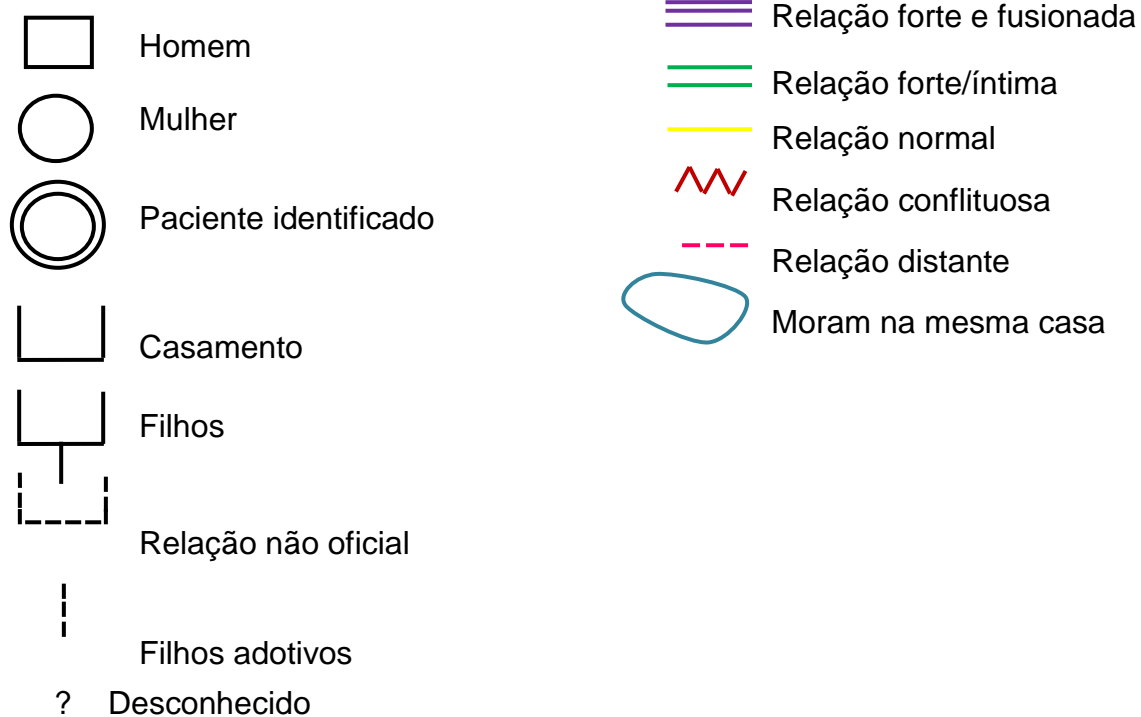 Homem
Mulher
Paciente identificado
Casamento
Filhos
Relação não oficial
Filhos adotivos
? Desconhecido
Relação forte e fusionada
Relação forte/íntima
Relação normal
Relação conflituosa
Relação distante
Moram na mesma casa